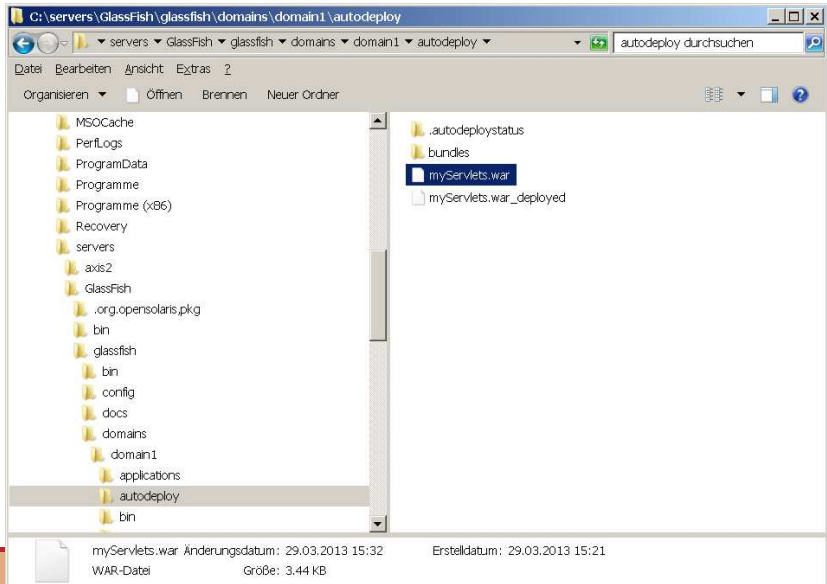 C:\servers\GlassFish\glassfish\domains\domain1\autodeploy
servers GlassFish glassfish domains domain1 autodeploy
autodeploy durchsuchen
Datei Bearbeiten Ansicht Extras ?
Organisieren Öffnen Brennen Neuer Ordner
MSOCache
PerfLogs
ProgramData
Programme
Programme (x86)
Recovery
servers
axis2
GlassFish
.org.opensolaris,pkg
bin
glassfish
bin
config
docs
domains
domain1
applications
autodeploy
bin
.autodeploystatus
bundles
myServlets.war
myServlets.war_deployed
myServlets.war Änderungsdatum: 29.03.2013 15:32 Erstelldatum: 29.03.2013 15:21
WAR-Datei Größe: 3.44 KB